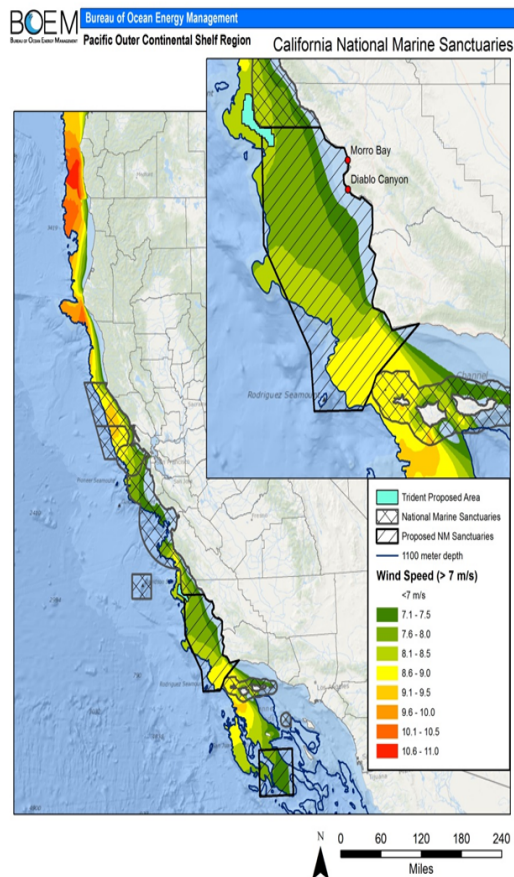 BOEM
BUREAU OF OCEAN ENERGY MANAGEMENT
Bureau of Ocean Energy Management
Pacific Outer Continental Shelf Region
California National Marine Sanctuaries
Morro Bay
Diablo Canyon
Rodriguez Seamount
Channel
Trident Proposed Area
National Marine Sanctuaries
Proposed NM Sanctuaries
1100 meter depth
Wind Speed (> 7 m/s)
<7 m/s
7.1 - 7.5
7.6 - 8.0
8.1 - 8.5
8.6 - 9.0
9.1 - 9.5
9.6 - 10.0
10.1 - 10.5
10.6 - 11.0
N
0 60 120 180 240
Miles